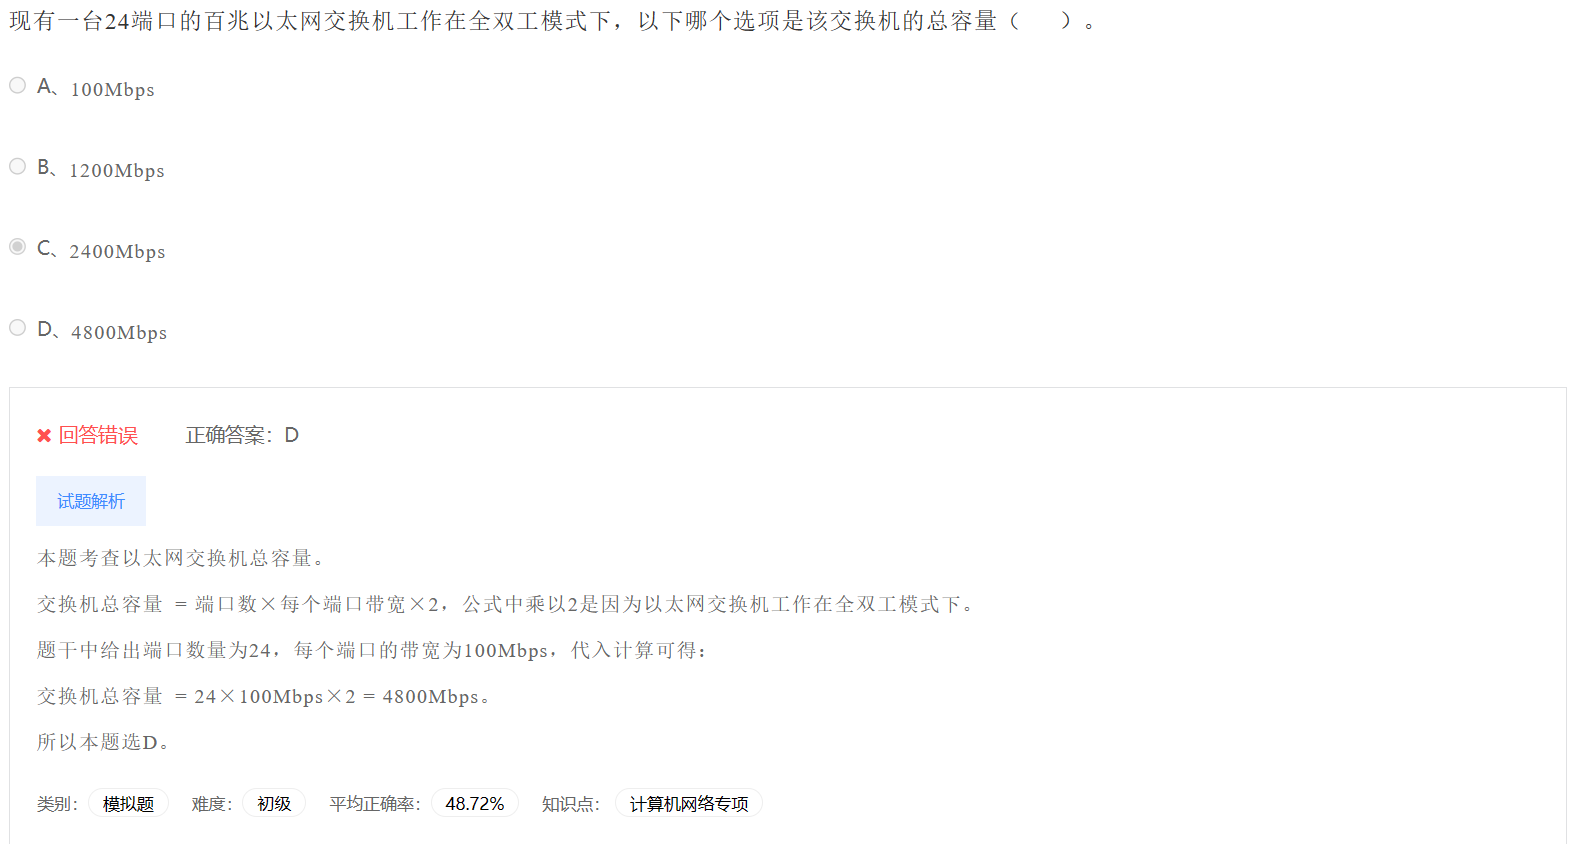 现有一台24端口的百兆以太网交换机工作在全双工模式下，以下哪个选项是该交换机的总容量（　　）。
A、100Mbps
B、1200Mbps
C、2400Mbps
D、4800Mbps
回答错误 正确答案：D
试题解析
本题考查以太网交换机总容量。
交换机总容量 = 端口数×每个端口带宽×2，公式中乘以2是因为以太网交换机工作在全双工模式下。
题干中给出端口数量为24，每个端口的带宽为100Mbps，代入计算可得：
交换机总容量 = 24×100Mbps×2 = 4800Mbps。
所以本题选D。
类别： 模拟题 难度： 初级 平均正确率： 48.72% 知识点： 计算机网络专项